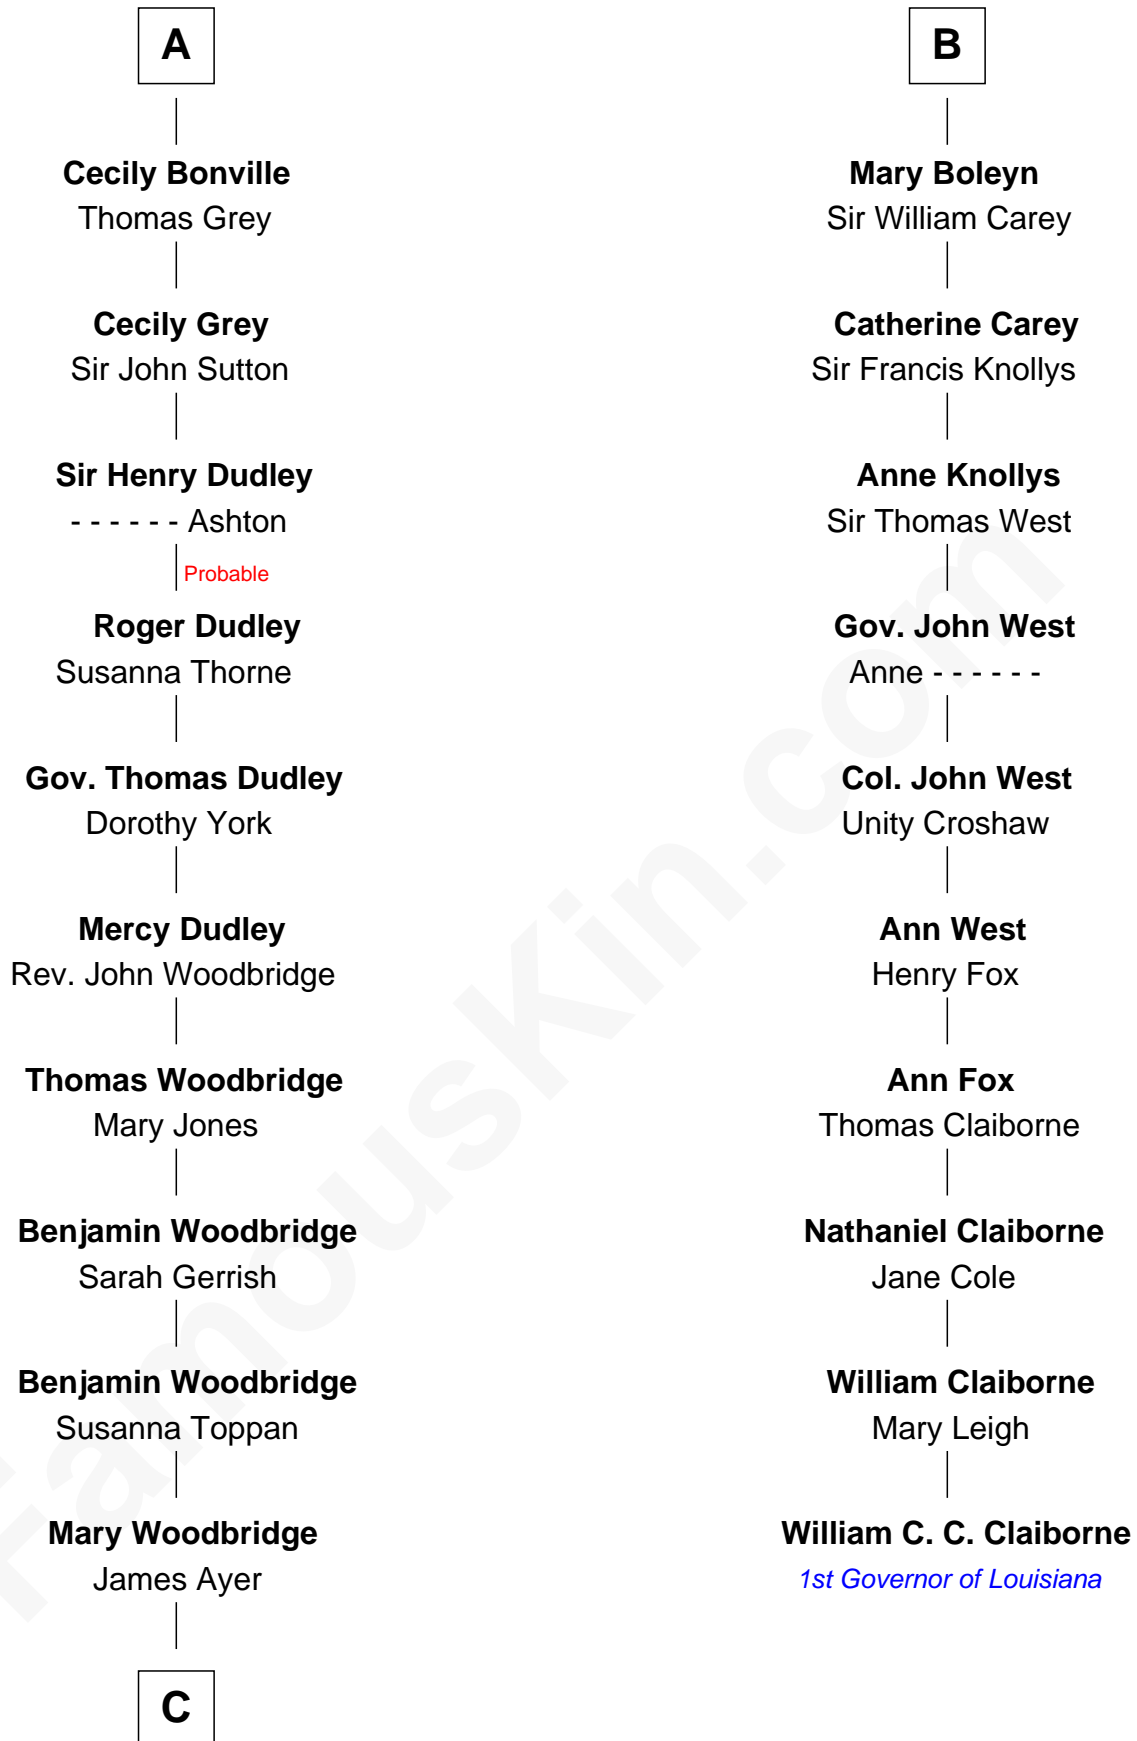 A
Cecily Bonville
Thomas Grey
Cecily Grey
Sir John Sutton
Sir Henry Dudley
- - - - - - Ashton
Probable
Roger Dudley
Susanna Thorne
Gov. Thomas Dudley
Dorothy York
Mercy Dudley
Rev. John Woodbridge
Thomas Woodbridge
Mary Jones
Benjamin Woodbridge
Sarah Gerrish
Benjamin Woodbridge
Susanna Toppan
Mary Woodbridge
James Ayer
C
B
Mary Boleyn
Sir William Carey
Catherine Carey
Sir Francis Knollys
Anne Knollys
Sir Thomas West
Gov. John West
Anne - - - - - -
Col. John West
Unity Croshaw
Ann West
Henry Fox
Ann Fox
Thomas Claiborne
Nathaniel Claiborne
Jane Cole
William Claiborne
Mary Leigh
William C. C. Claiborne
1st Governor of Louisiana
FamousKin.com